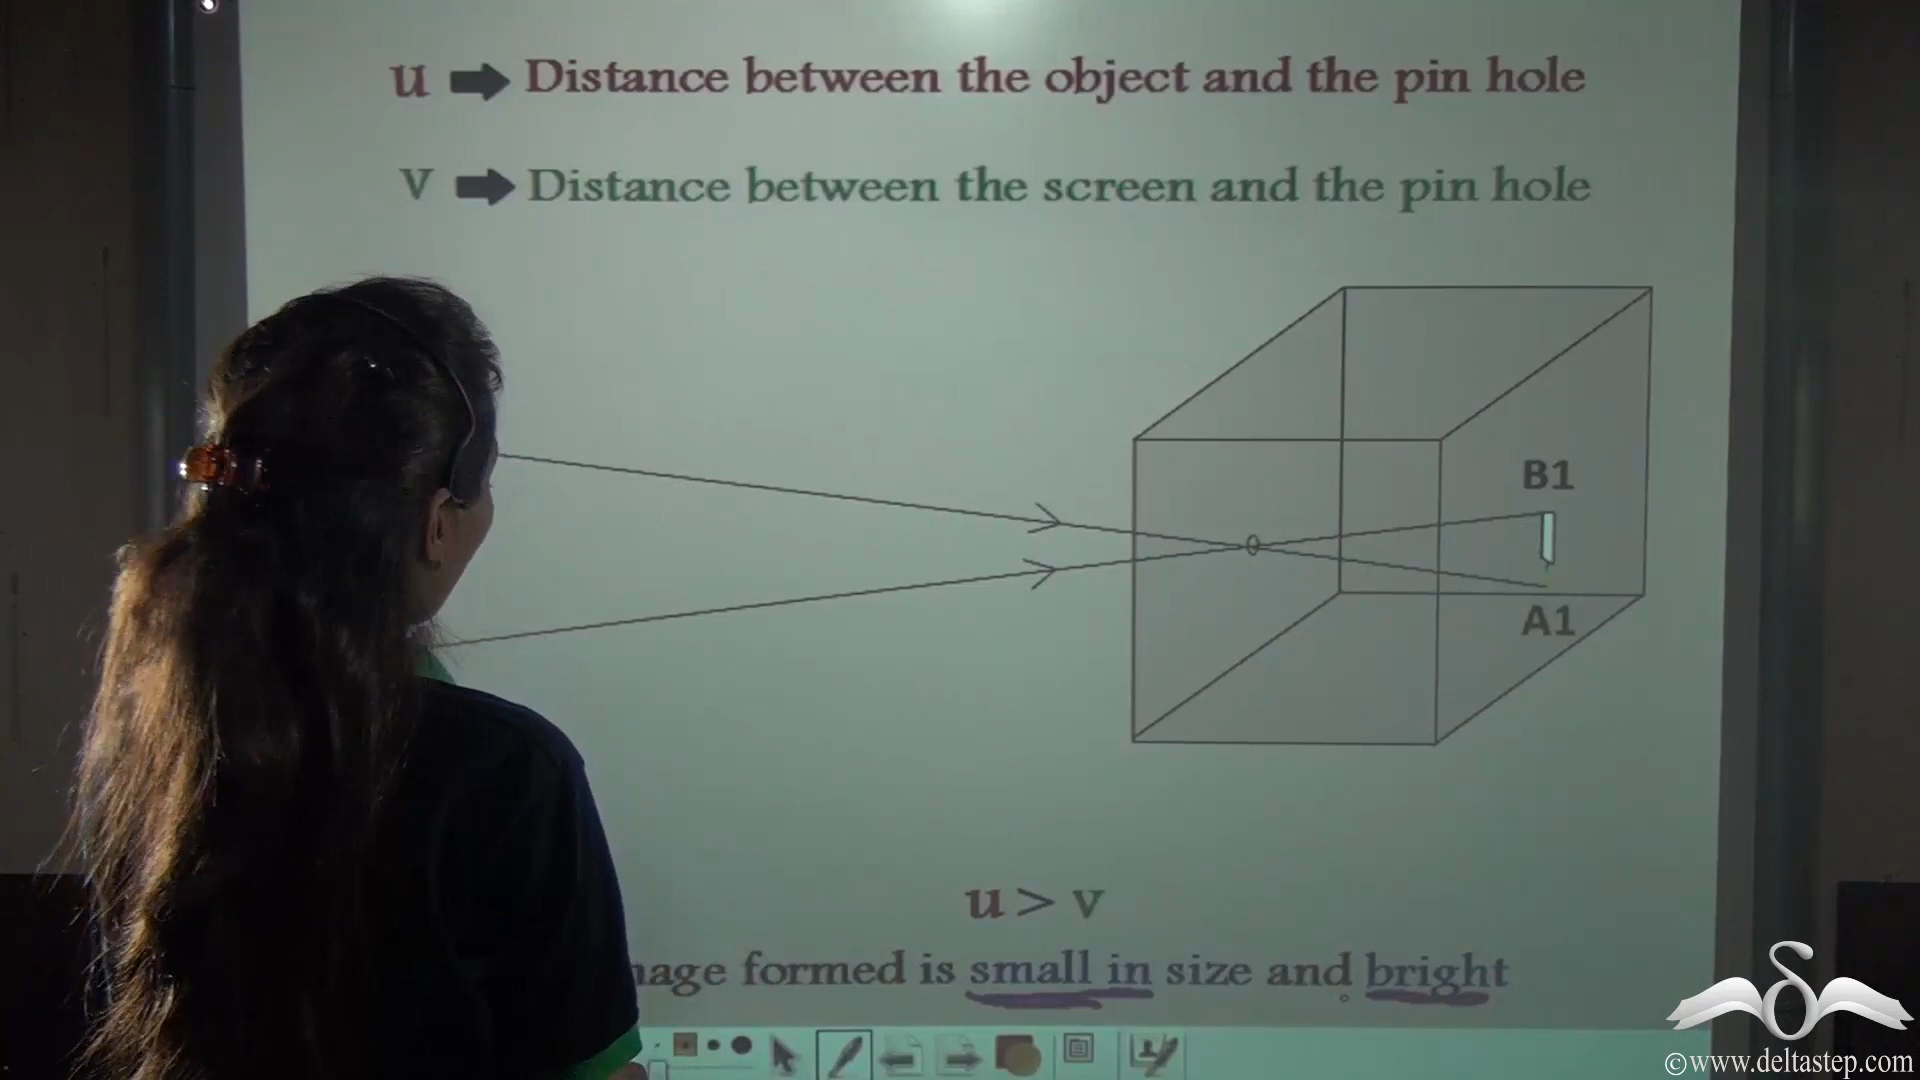 u ➡ Distance between the object and the pin hole
v ➡ Distance between the screen and the pin hole
B1
A1
u > v
formed is small in size and bright
©www.deltastep.com